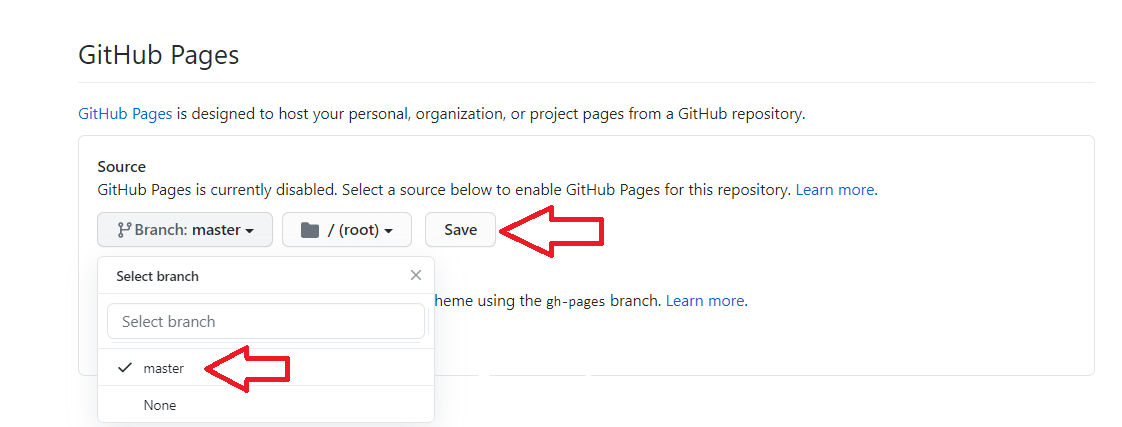 GitHub Pages
GitHub Pages is designed to host your personal, organization, or project pages from a GitHub repository.
Source
GitHub Pages is currently disabled. Select a source below to enable GitHub Pages for this repository. Learn more.
Branch: master / (root) Save
Select branch
heme using the gh-pages branch. Learn more.
Select branch
master
None